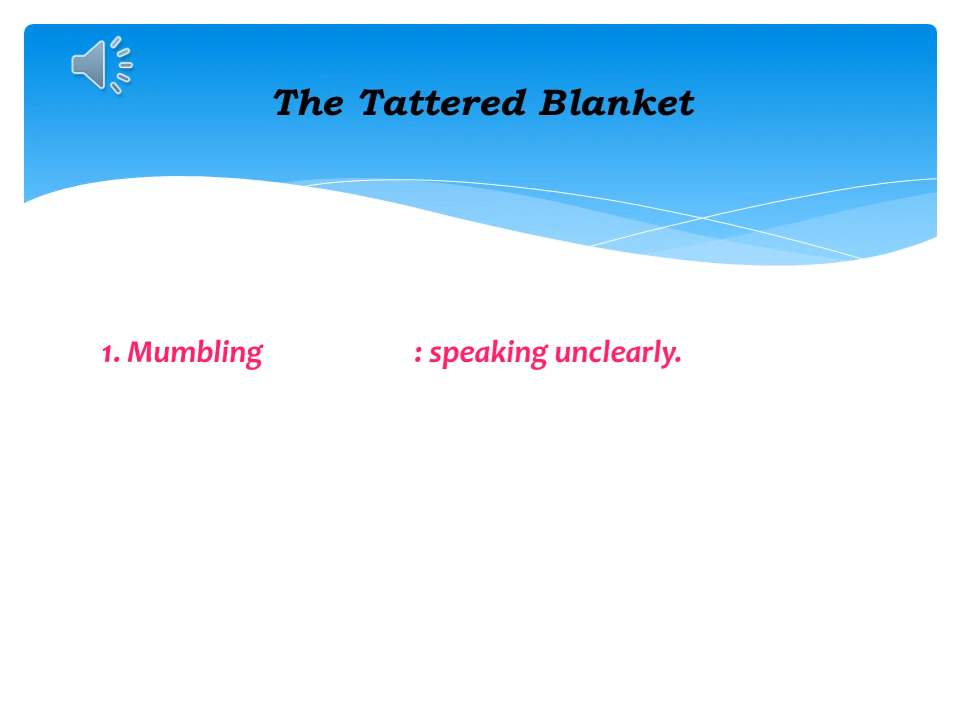 The Tattered Blanket
1. Mumbling : speaking unclearly.